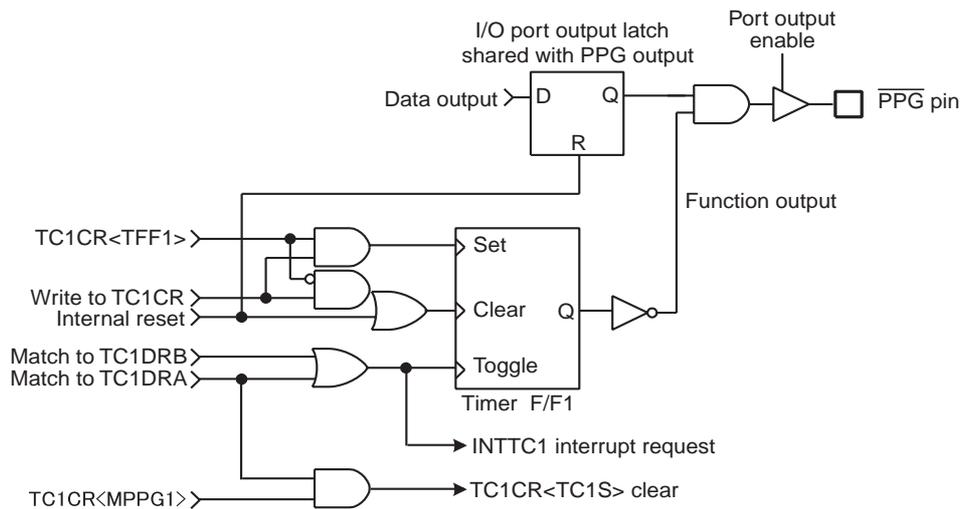 I/O port output latch
shared with PPG output
Port output
enable
Data output
D
Q
R
PPG pin
Function output
TC1CR<TFF1>
Set
Write to TC1CR
Internal reset
Clear
Q
Match to TC1DRB
Match to TC1DRA
Toggle
Timer F/F1
INTTC1 interrupt request
TC1CR<MPPG1>
TC1CR<TC1S> clear